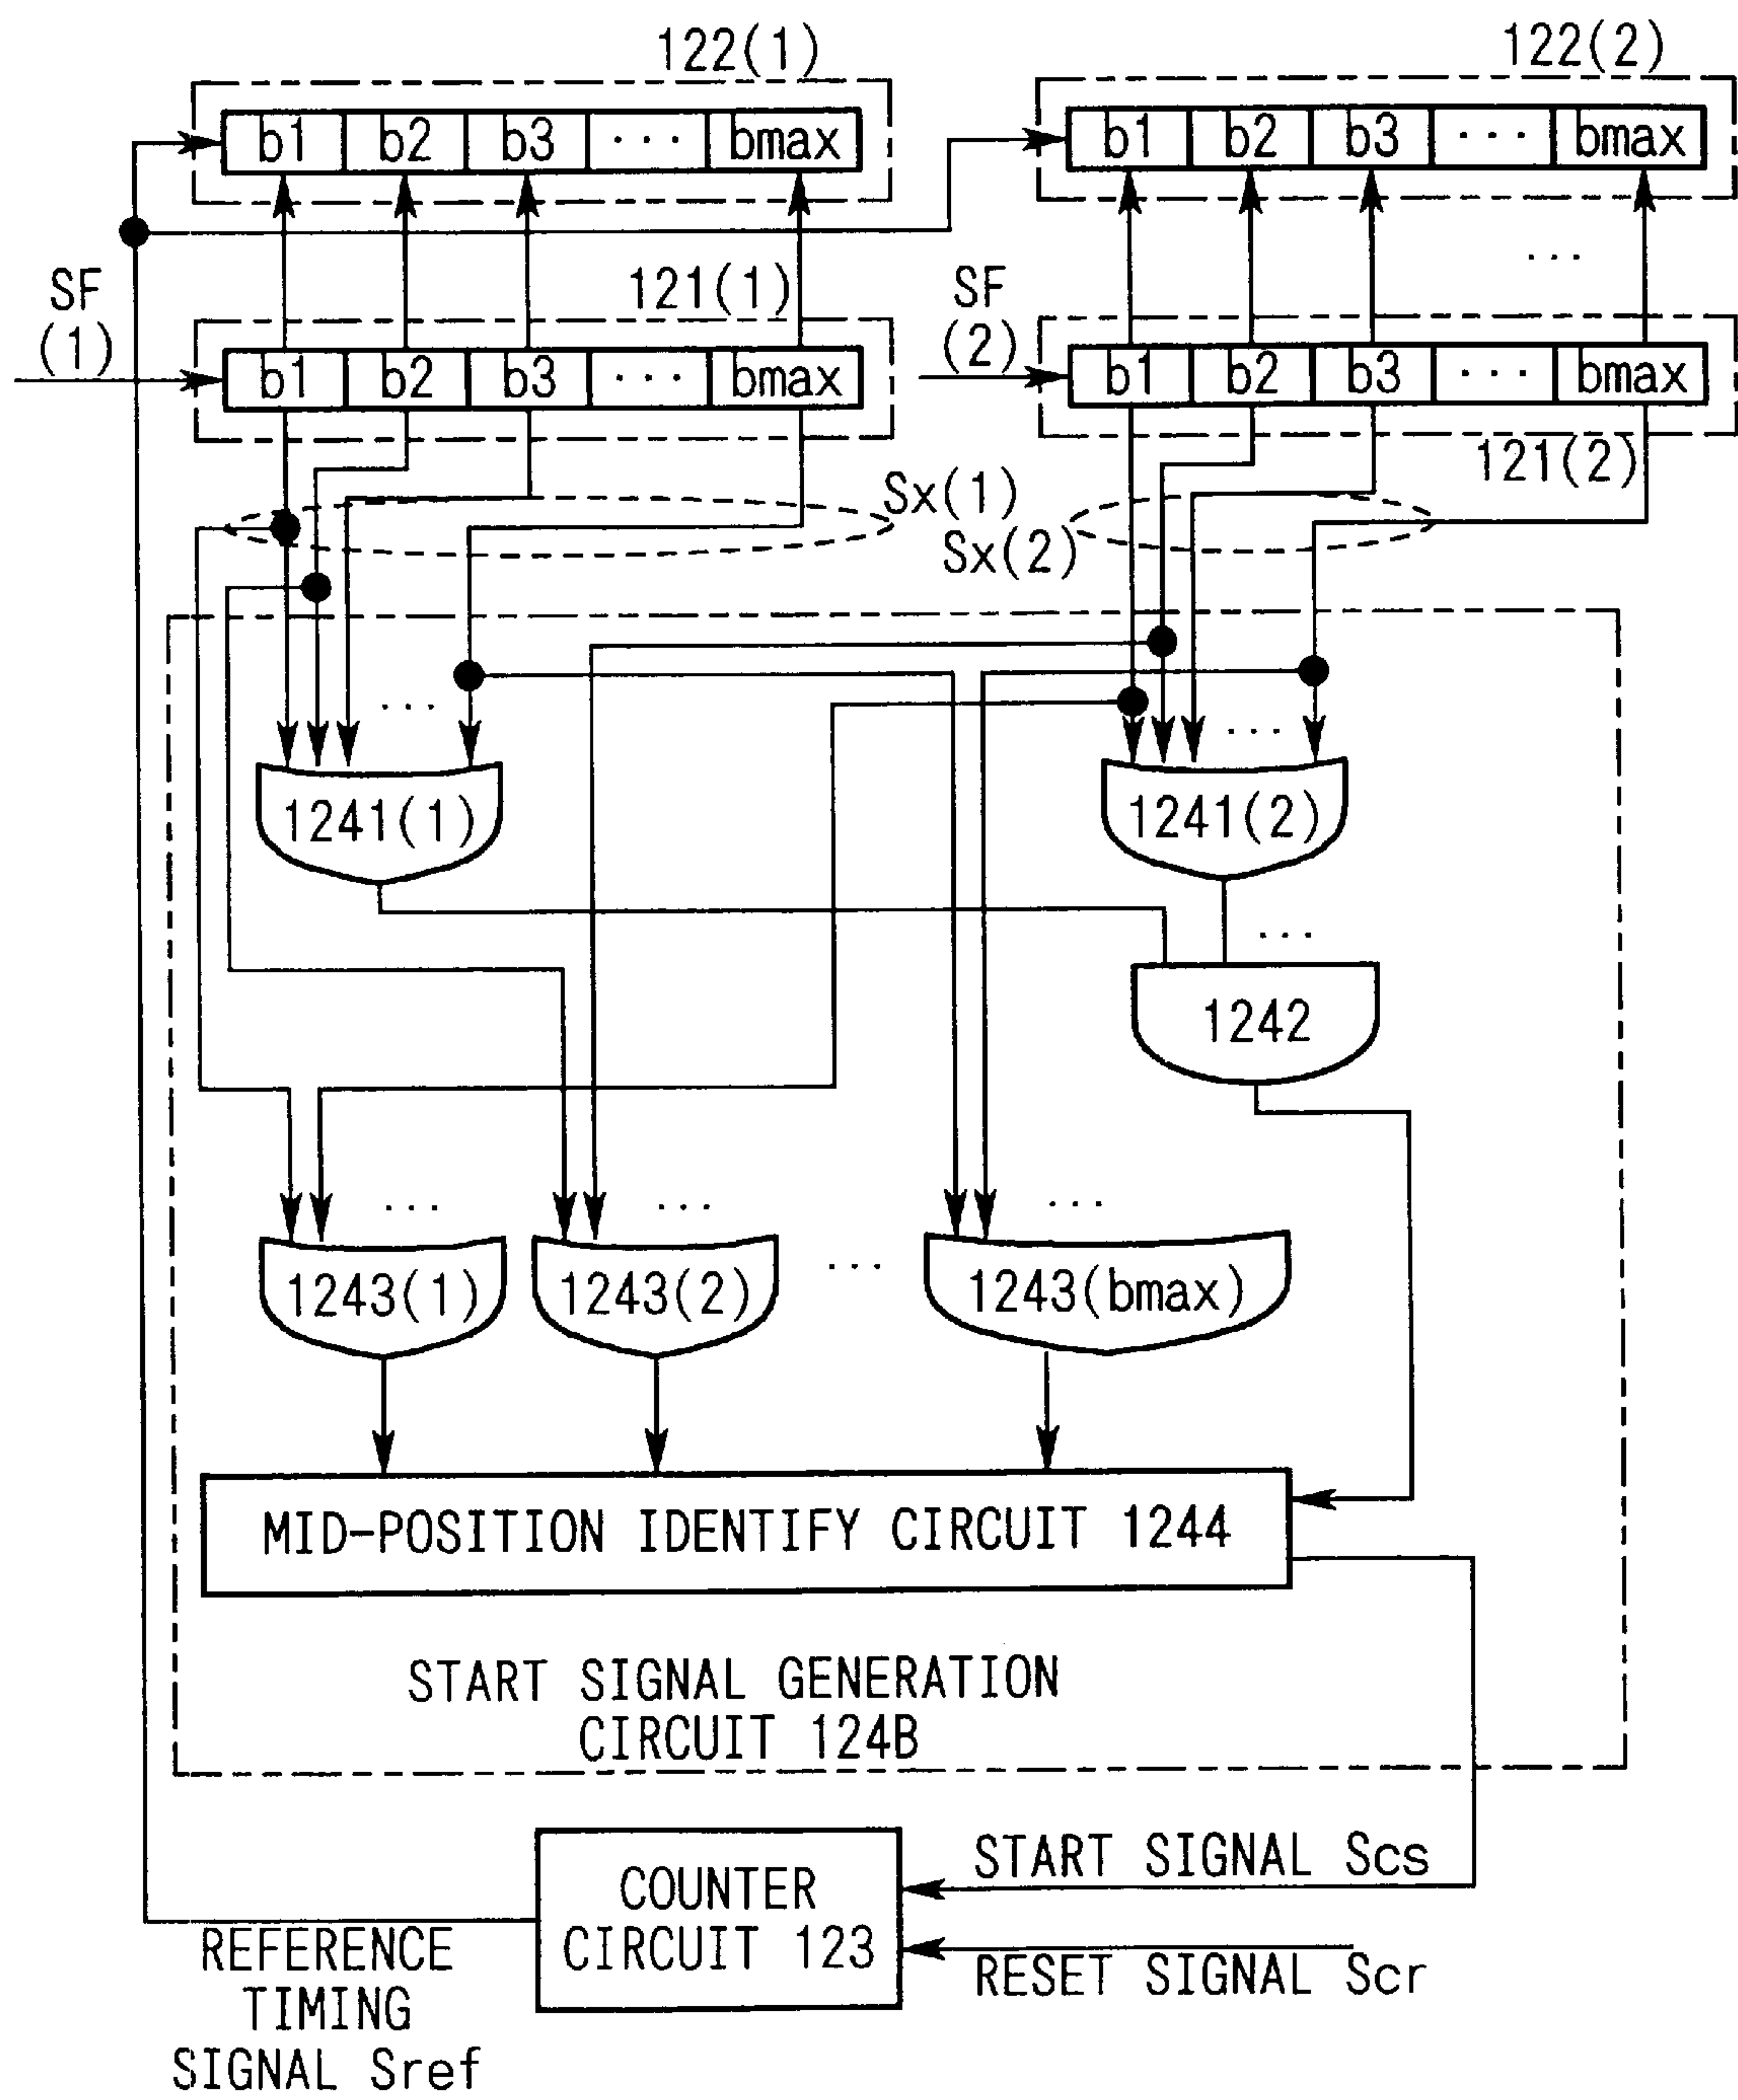 122(1)
122(2)
b1 b2 b3 ... bmax
b1 b2 b3 ... bmax
...
SF
(1)
121(1)
SF
(2)
b1 b2 b3 ... bmax
b1 b2 b3 ... bmax
121(2)
Sx(1)
Sx(2)
...
...
1241(1)
1241(2)
...
1242
...
...
...
1243(1)
1243(2)
...
1243(bmax)
MID-POSITION IDENTIFY CIRCUIT 1244
START SIGNAL GENERATION
CIRCUIT 124B
COUNTER
CIRCUIT 123
START SIGNAL Scs
RESET SIGNAL Scr
REFERENCE
TIMING
SIGNAL Sref